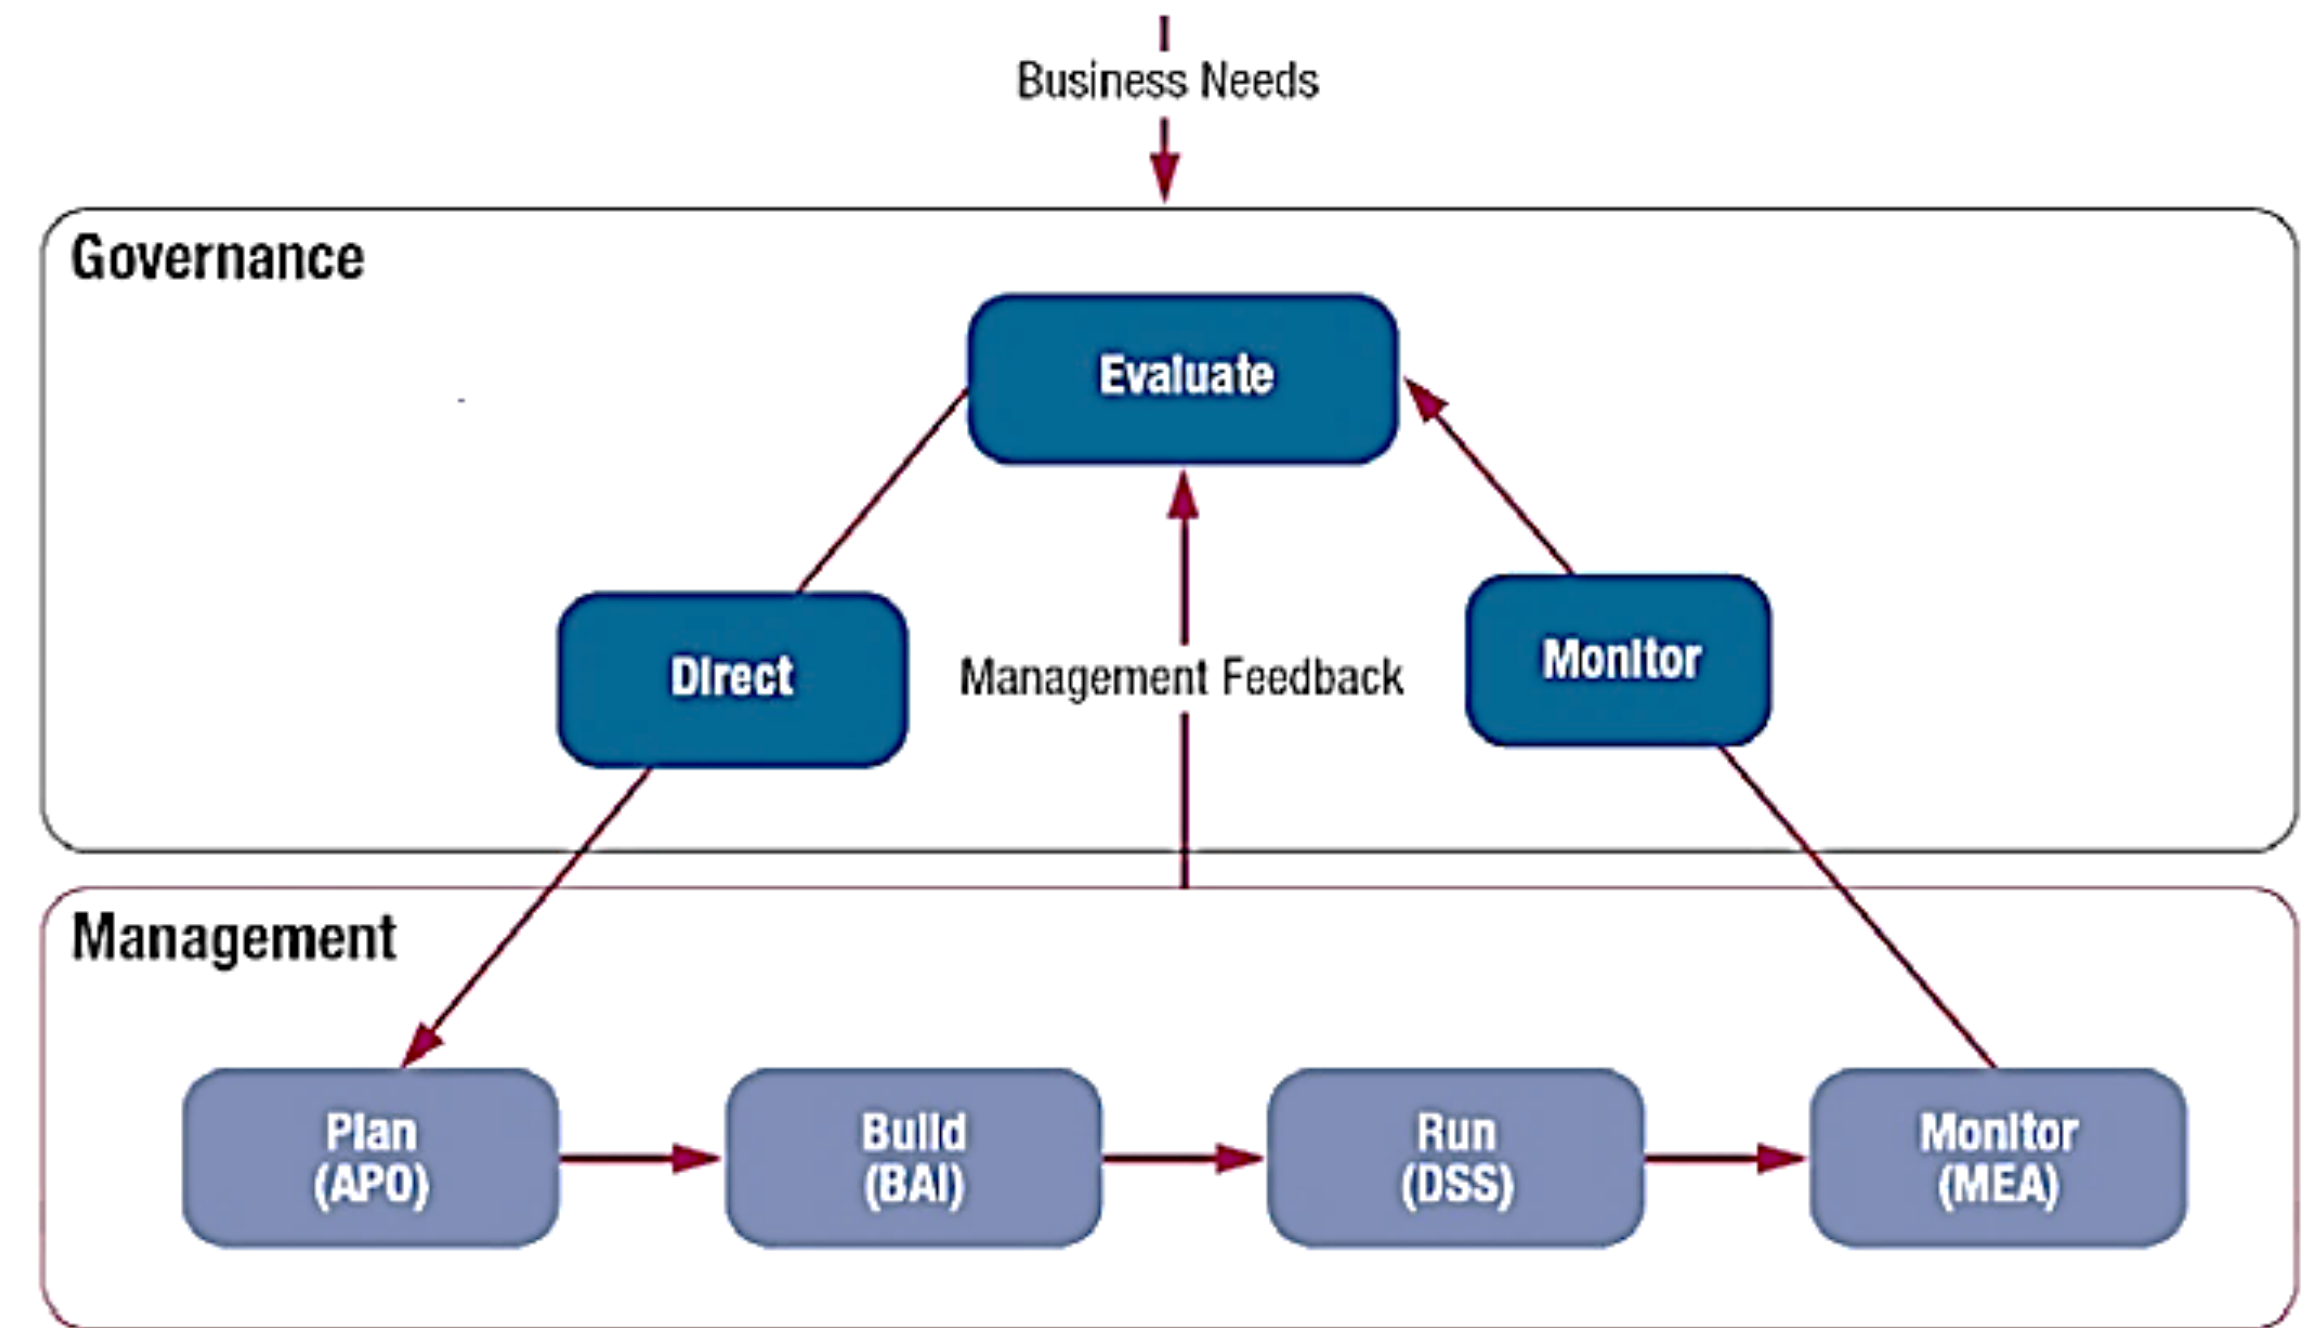 Business Needs
Governance
Evaluate
Direct
Management Feedback
Monitor
Management
Plan
(APO)
Build
(BAI)
Run
(DSS)
Monitor
(MEA)